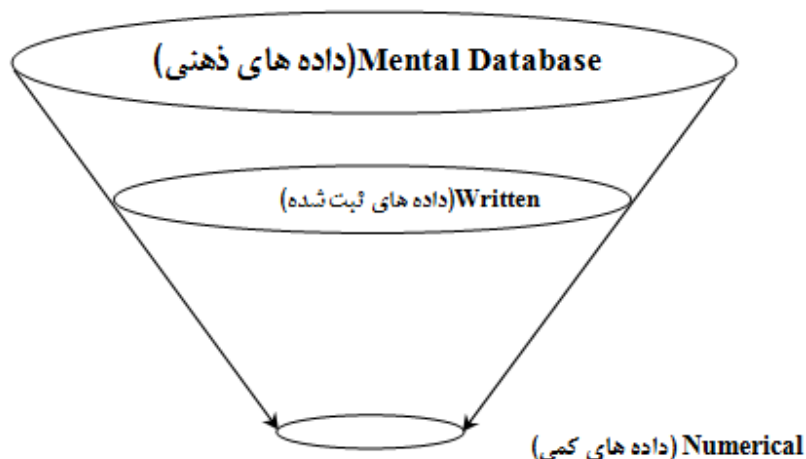 Mental Database(داده های ذهنی)
Written(داده های ثبت شده)
Numerical (داده های کمی)